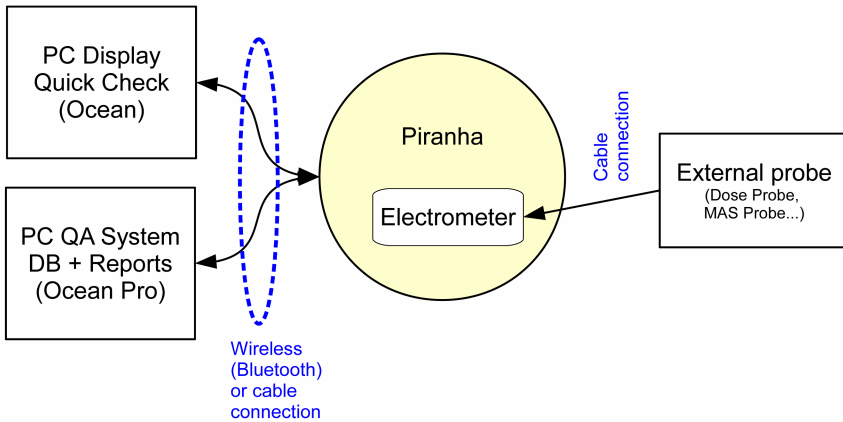 PC Display
Quick Check
(Ocean)
PC QA System
DB + Reports
(Ocean Pro)
Wireless
(Bluetooth)
or cable
connection
Piranha
Electrometer
Cable
connection
External probe
(Dose Probe,
MAS Probe...)